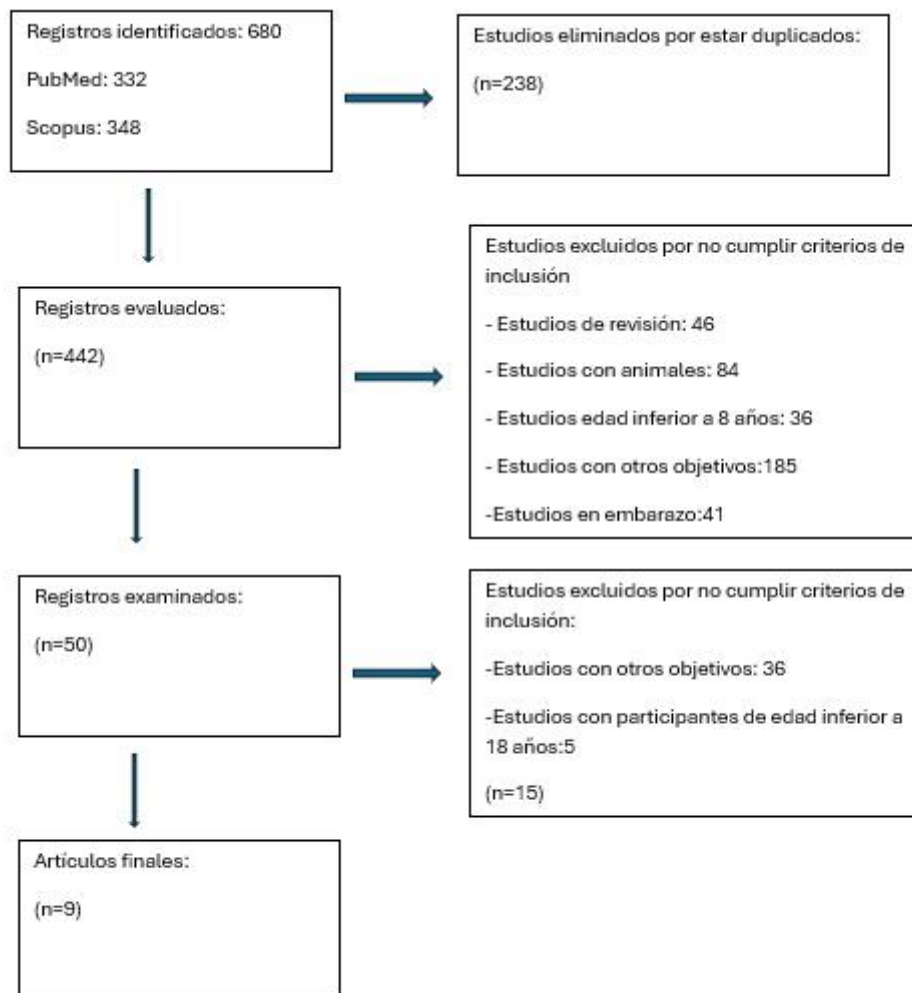 Registros identificados: 680
PubMed: 332
Scopus: 348
Estudios eliminados por estar duplicados:
(n=238)
Registros evaluados:
(n=442)
Estudios excluidos por no cumplir criterios de
inclusión
- Estudios de revisión: 46
- Estudios con animales: 84
- Estudios edad inferior a 8 años: 36
- Estudios con otros objetivos:185
-Estudios en embarazo:41
Registros examinados:
(n=50)
Estudios excluidos por no cumplir criterios de
inclusión:
-Estudios con otros objetivos: 36
-Estudios con participantes de edad inferior a
18 años:5
(n=15)
Artículos finales:
(n=9)